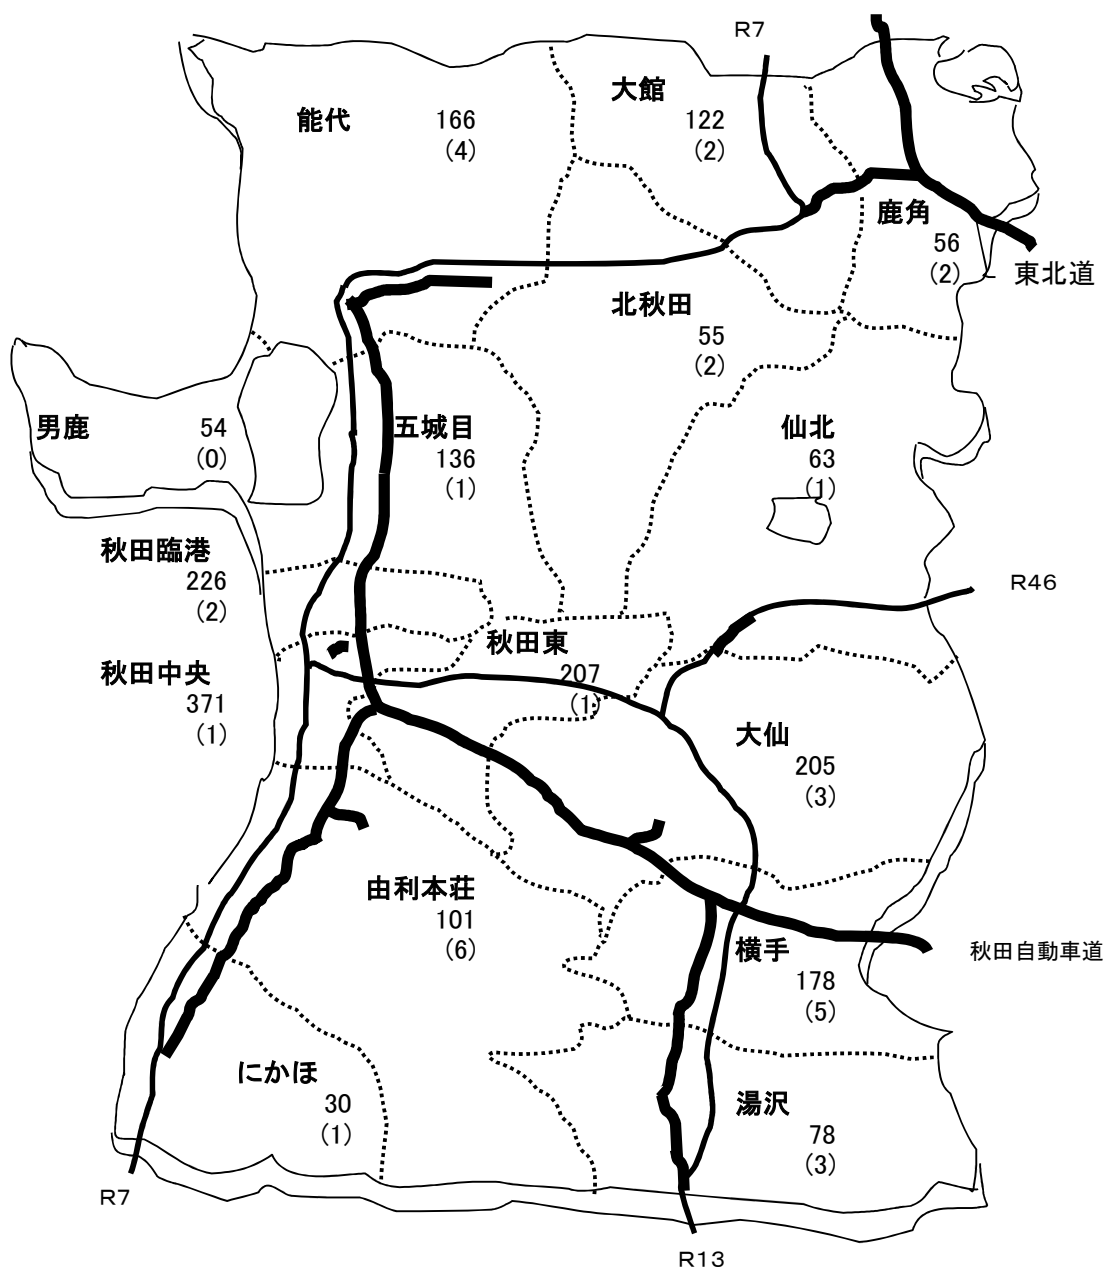 R7
大館
122
(2)
能代
166
(4)
鹿角
56
(2)
東北道
北秋田
55
(2)
男鹿
54
(0)
五城目
136
(1)
仙北
63
(1)
秋田臨港
226
(2)
R46
秋田東
207
(1)
秋田中央
371
(1)
大仙
205
(3)
由利本荘
101
(6)
横手
178
(5)
秋田自動車道
にかほ
30
(1)
湯沢
78
(3)
R7
R13